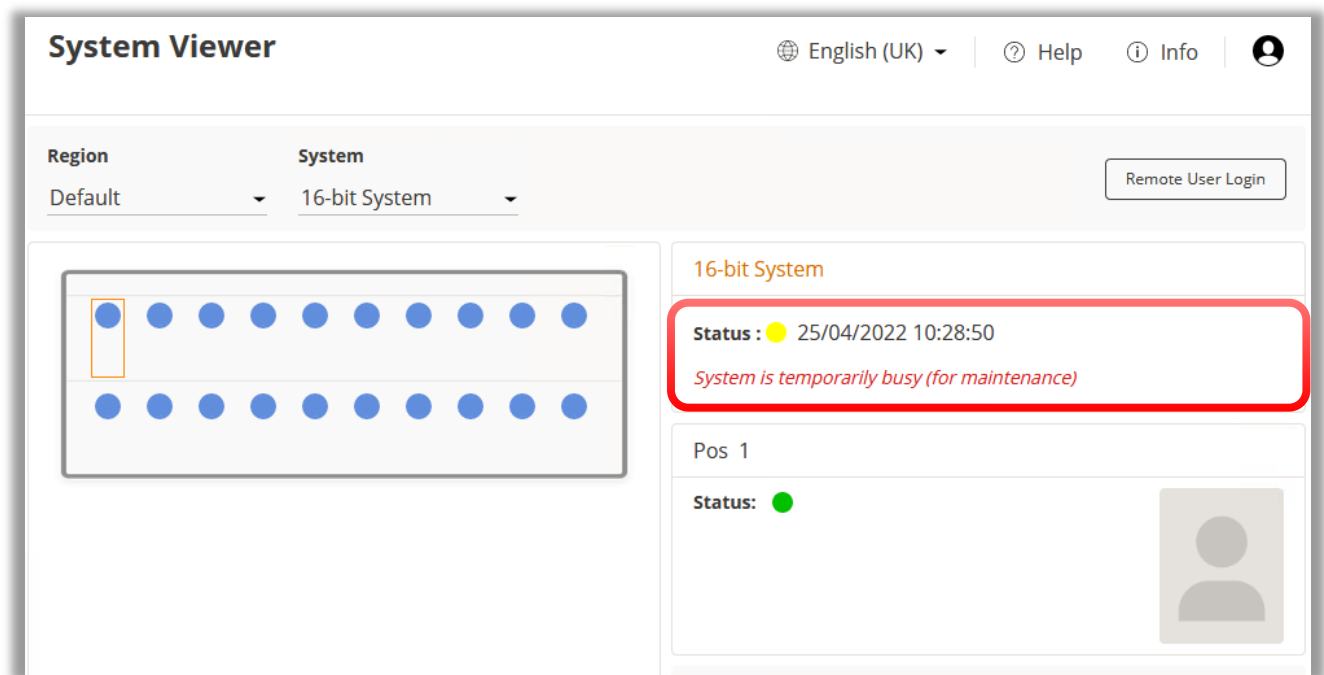 System Viewer
English (UK)
Help
Info
Region
System
Default
16-bit System
Remote User Login
16-bit System
Status : 25/04/2022 10:28:50
System is temporarily busy (for maintenance)
Pos 1
Status: